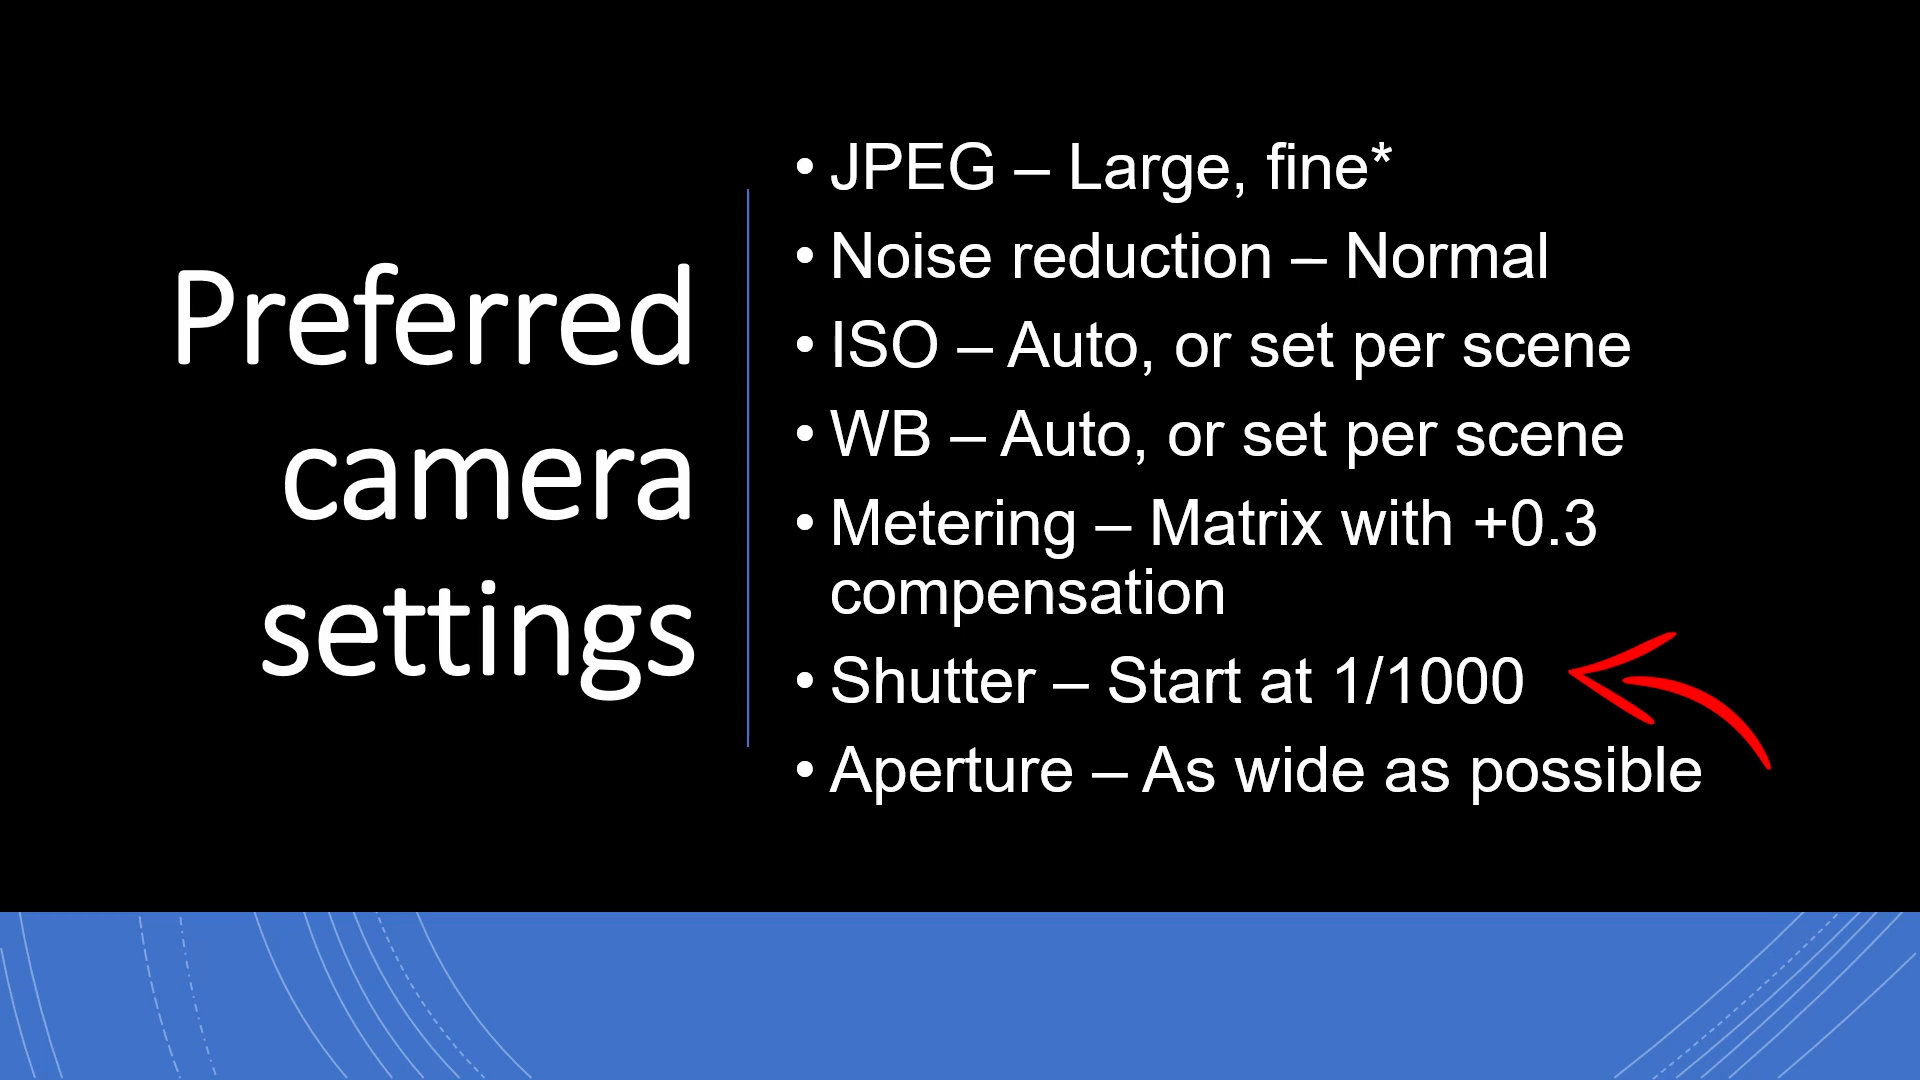 Preferred
camera
settings
• JPEG – Large, fine*
• Noise reduction – Normal
• ISO – Auto, or set per scene
• WB – Auto, or set per scene
• Metering – Matrix with +0.3
compensation
• Shutter – Start at 1/1000
• Aperture – As wide as possible